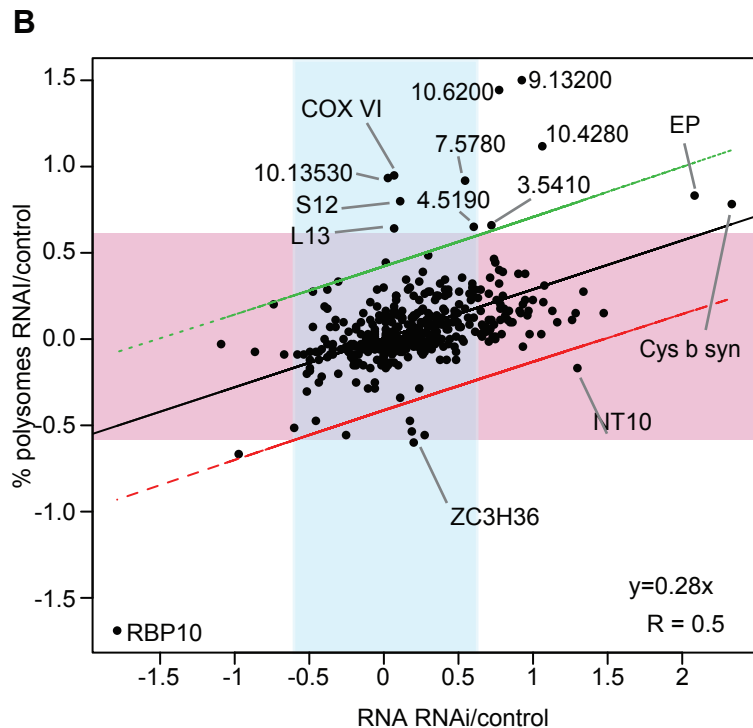 B
1.5
1.0
0.5
0.0
-0.5
-1.0
-1.5
% polysomes RNAI/control
10.6200
9.13200
COX VI
7.5780
10.4280
EP
10.13530
S12
4.5190
3.5410
L13
Cys b syn
NT10
ZC3H36
y=0.28x
R = 0.5
RBP10
-1.5
-1
-0.5
0
0.5
1
1.5
2
RNA RNAi/control